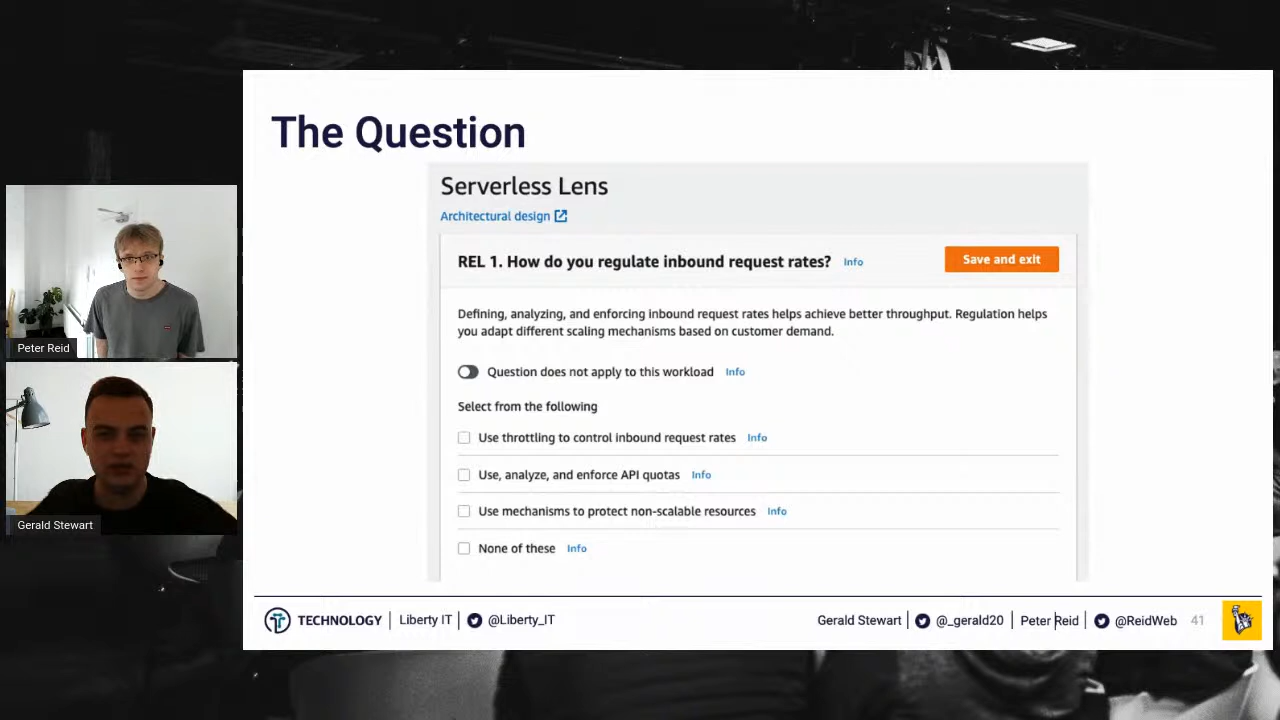 The Question
Serverless Lens
Architectural design
REL 1. How do you regulate inbound request rates? Info
Save and exit
Defining, analyzing, and enforcing inbound request rates helps achieve better throughput. Regulation helps
you adapt different scaling mechanisms based on customer demand.
Question does not apply to this workload Info
Select from the following
Use throttling to control inbound request rates Info
Use, analyze, and enforce API quotas Info
Use mechanisms to protect non-scalable resources Info
None of these Info
Peter Reid
Gerald Stewart
TECHNOLOGY | Liberty IT | @Liberty_IT
Gerald Stewart | @_gerald20 | Peter Reid | @ReidWeb 41